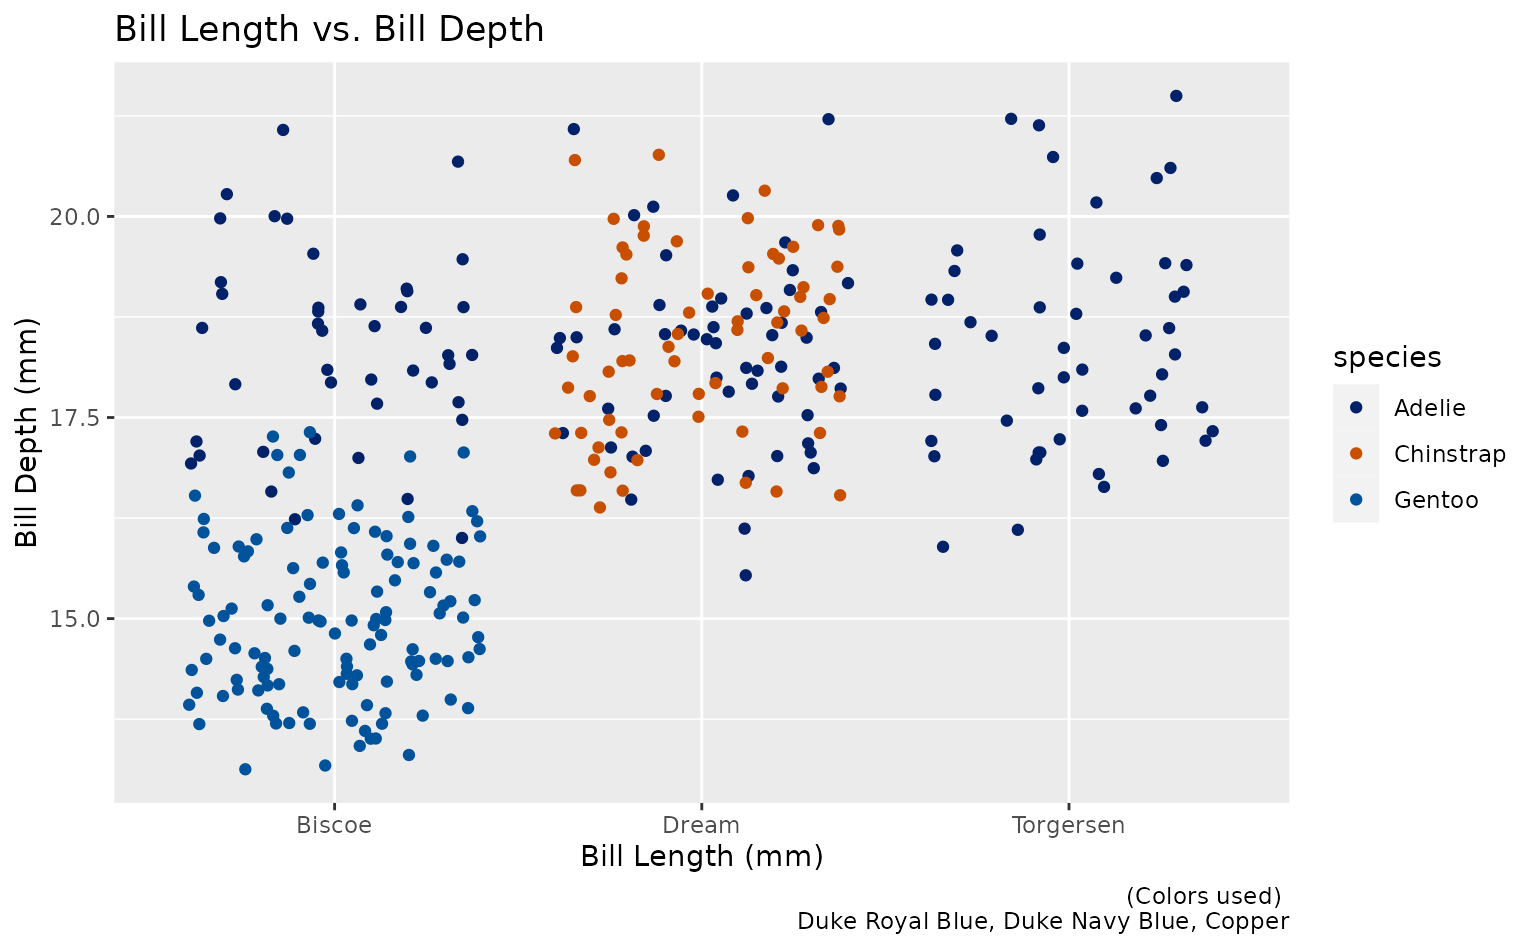 Bill Length vs. Bill Depth
Bill Depth (mm)
20.0
17.5
15.0
Biscoe
Dream
Torgersen
Bill Length (mm)
species
Adelie
Chinstrap
Gentoo
(Colors used)
Duke Royal Blue, Duke Navy Blue, Copper